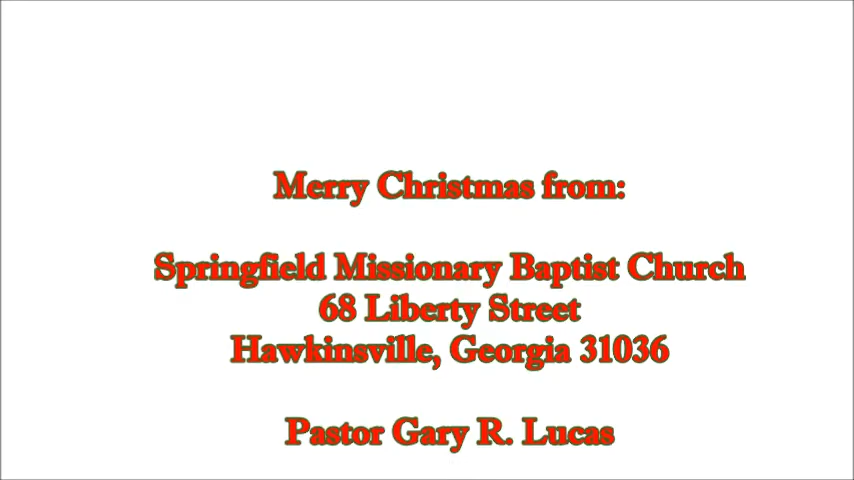 Merry Christmas from:
Springfield Missionary Baptist Church
68 Liberty Street
Hawkinsville, Georgia 31036
Pastor Gary R. Lucas